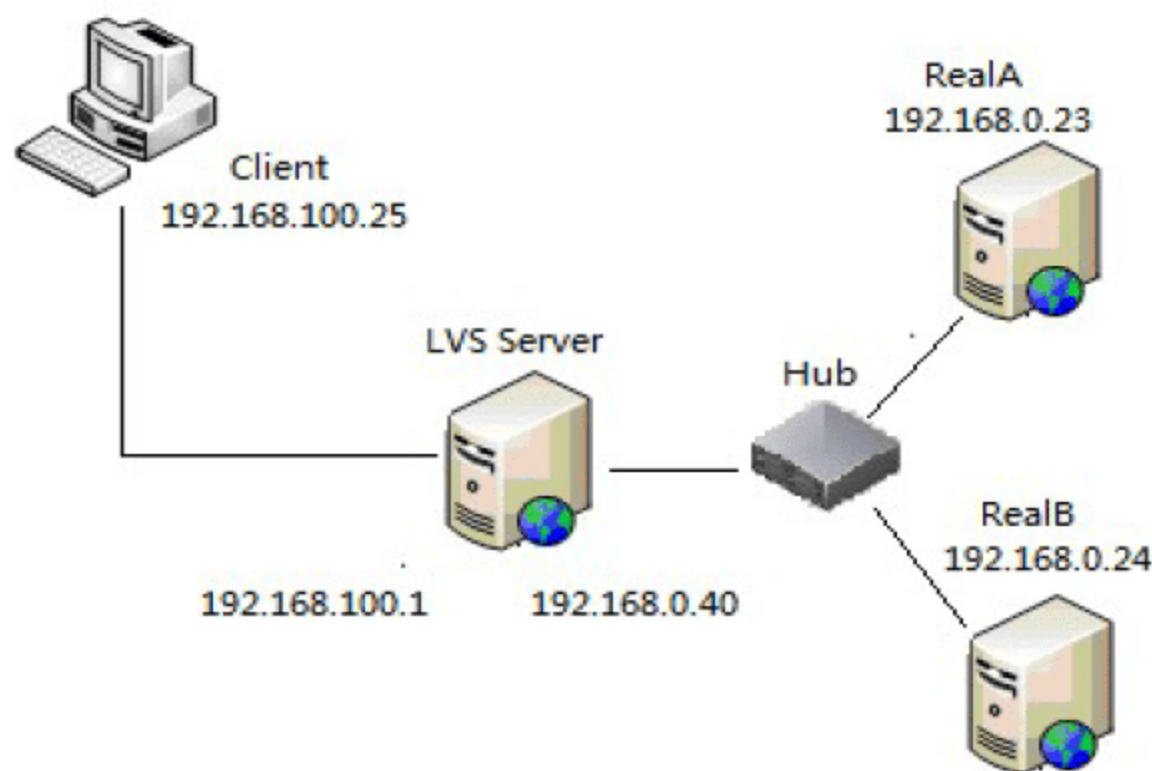 Client
192.168.100.25
LVS Server
192.168.100.1
192.168.0.40
Hub
RealA
192.168.0.23
RealB
192.168.0.24